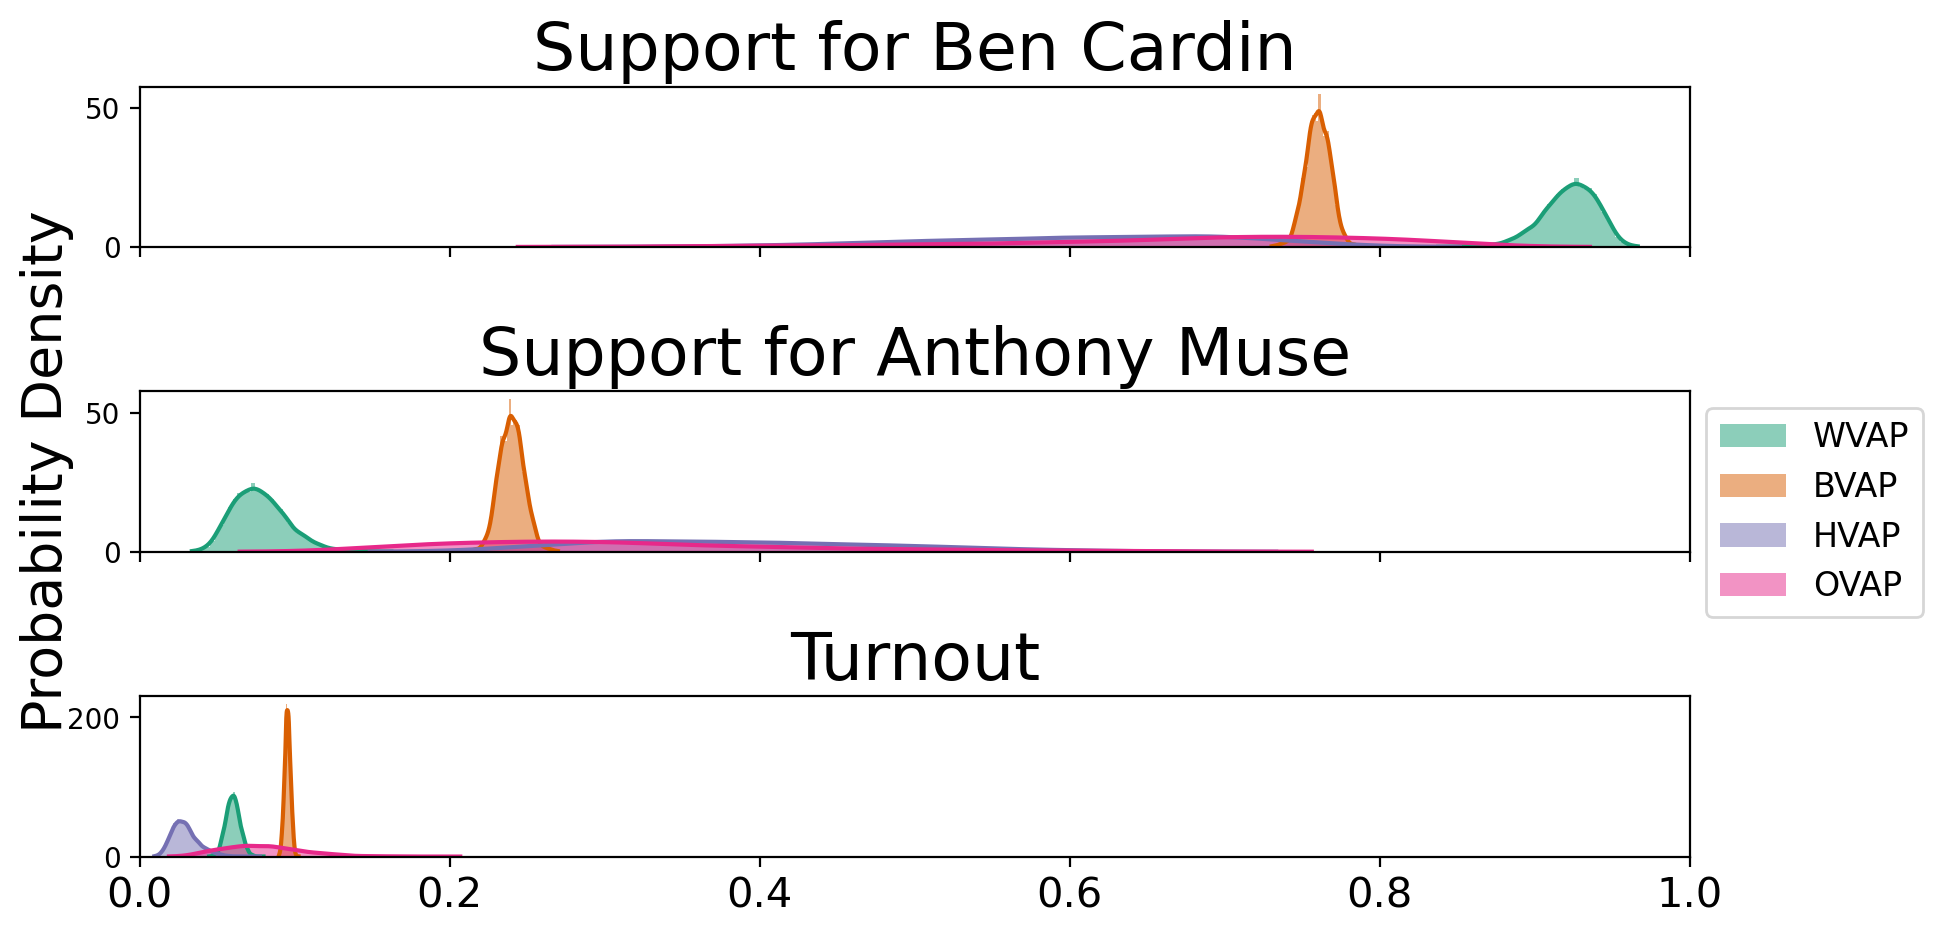 Support for Ben Cardin
50
0
Support for Anthony Muse
50
0
Probability Density
WVAP
BVAP
HVAP
OVAP
Turnout
200
0
0.0 0.2 0.4 0.6 0.8 1.0